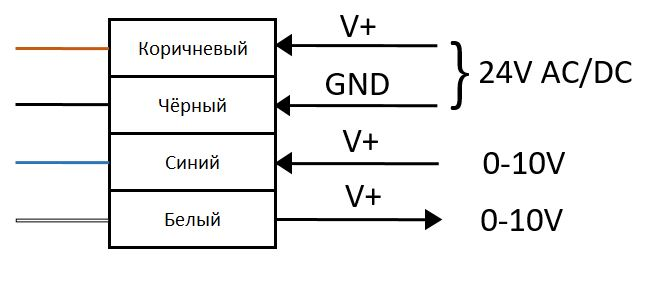 Коричневый V+
Чёрный GND 24V AC/DC
Синий V+ 0-10V
Белый V+ 0-10V